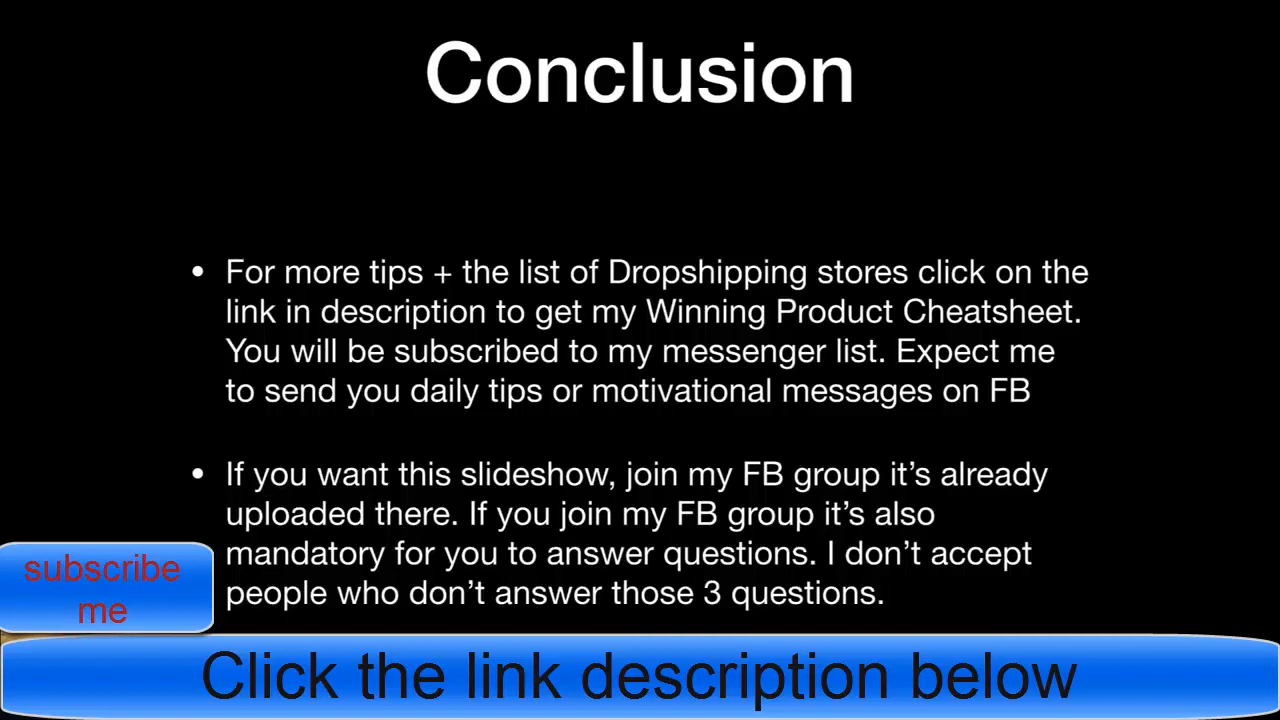 Conclusion
• For more tips + the list of Dropshipping stores click on the
link in description to get my Winning Product Cheatsheet.
You will be subscribed to my messenger list. Expect me
to send you daily tips or motivational messages on FB
• If you want this slideshow, join my FB group it’s already
uploaded there. If you join my FB group it’s also
mandatory for you to answer questions. I don’t accept
people who don’t answer those 3 questions.
subscribe
me
Click the link description below